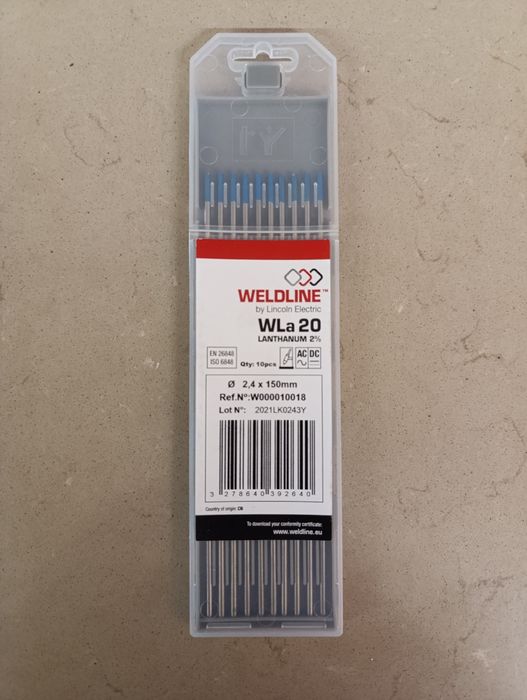 WELDLINE™
by Lincoln Electric
WLa 20
LANTHANUM 2%
EN 26848
ISO 6848
Qty: 10pcs
AC DC
Ø 2,4 x 150mm
Ref.Nº:W000010018
Lot Nº: 2021LK0243Y
3 278640 392640
Country of origin: CN
To download your conformity certificate:
www.weldline.eu